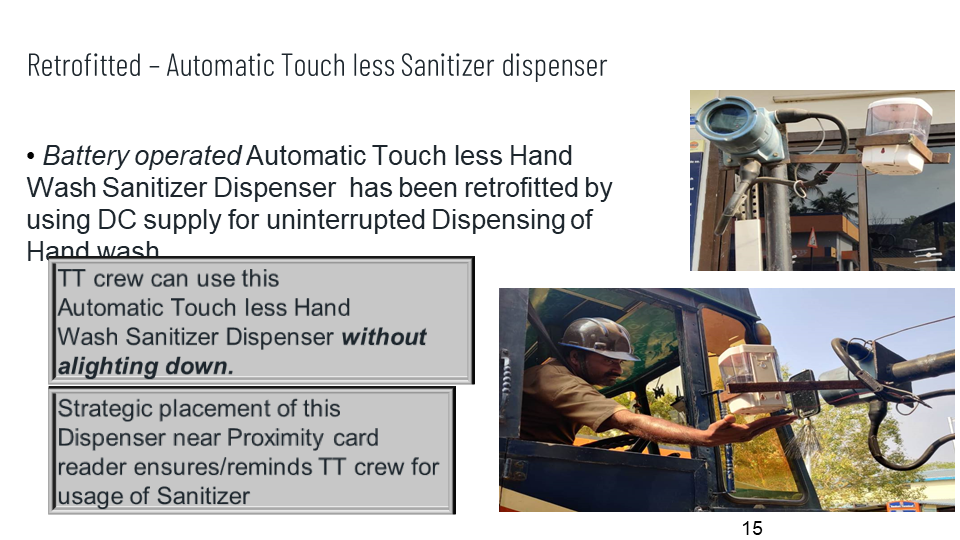 Retrofitted – Automatic Touch less Sanitizer dispenser
• Battery operated Automatic Touch less Hand
Wash Sanitizer Dispenser has been retrofitted by
using DC supply for uninterrupted Dispensing of
Hand wash
TT crew can use this
Automatic Touch less Hand
Wash Sanitizer Dispenser without
alighting down.
Strategic placement of this
Dispenser near Proximity card
reader ensures/reminds TT crew for
usage of Sanitizer
15